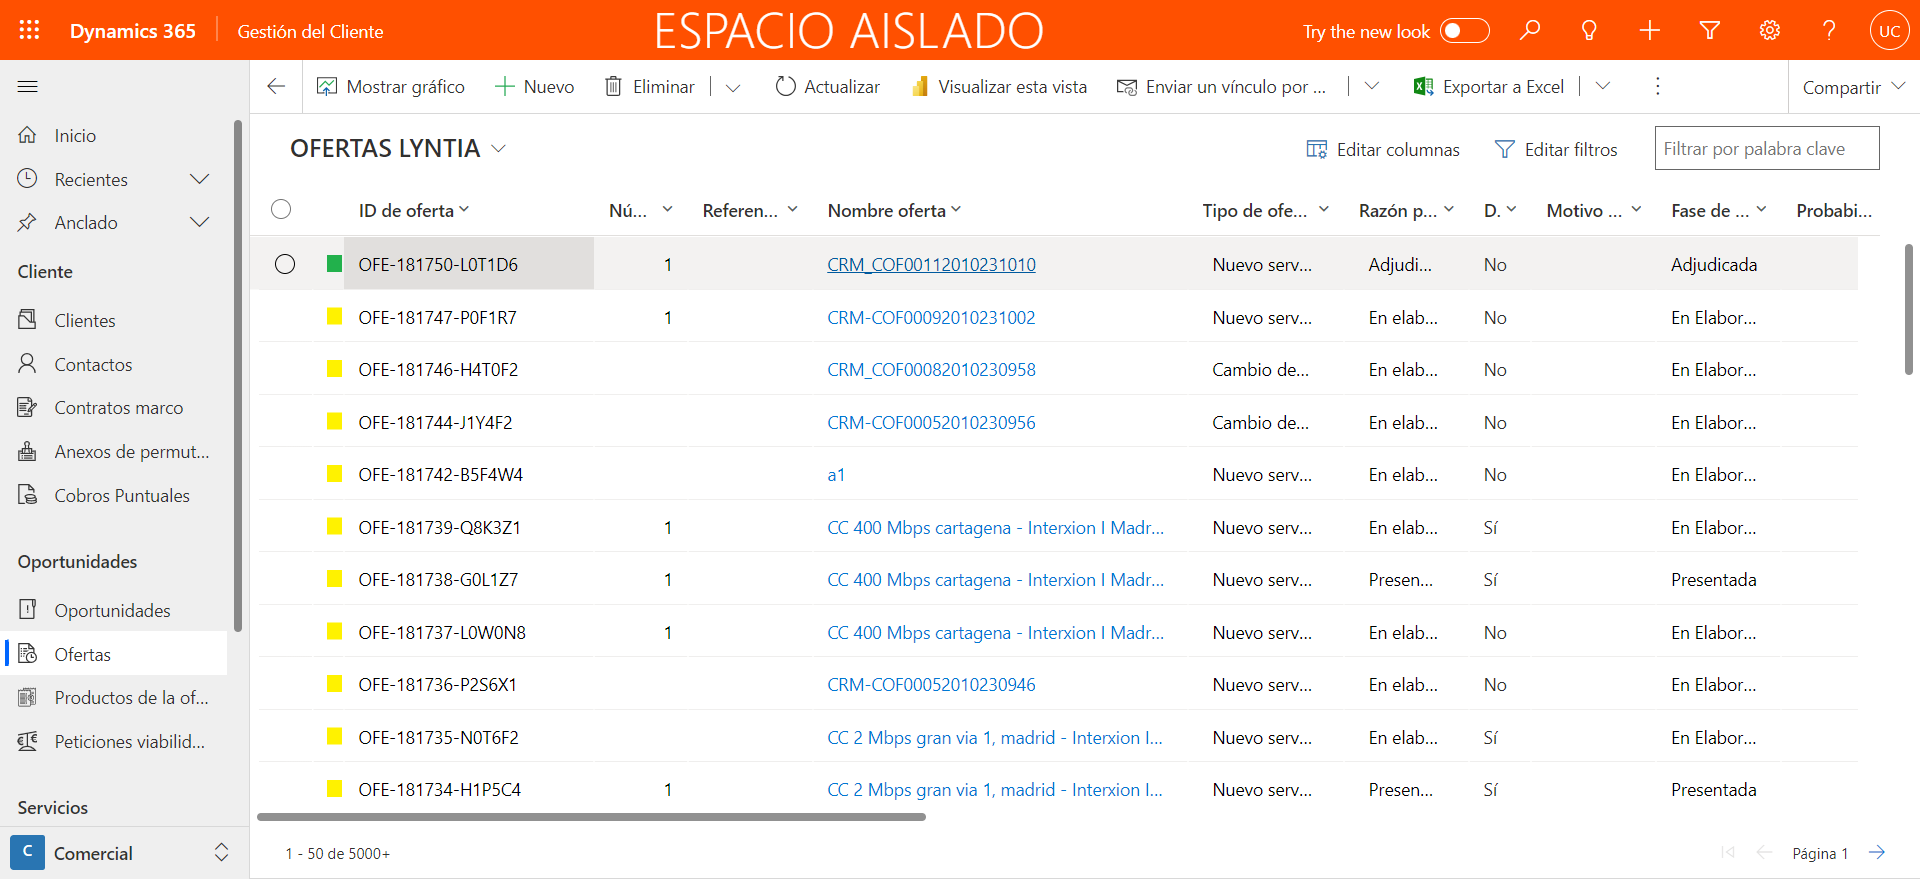 Dynamics 365 Gestión del Cliente ESPACIO AISLADO Try the new look UC
Mostrar gráfico Nuevo Eliminar Actualizar Visualizar esta vista Enviar un vínculo por ... Exportar a Excel Compartir
Inicio
Recientes
Anclado
Cliente
Clientes
Contactos
Contratos marco
Anexos de permut...
Cobros Puntuales
Oportunidades
Oportunidades
Ofertas
Productos de la of...
Peticiones viabilid...
Servicios
C Comercial
OFERTAS LYNTIA Editar columnas Editar filtros Filtrar por palabra clave
ID de oferta Nú... Referen... Nombre oferta Tipo de ofe... Razón p... D. Motivo ... Fase de ... Probabi...
OFE-181750-L0T1D6 1 CRM_COF00112010231010 Nuevo serv... Adjudi... No Adjudicada
OFE-181747-P0F1R7 1 CRM-COF00092010231002 Nuevo serv... En elab... No En Elabor...
OFE-181746-H4T0F2 CRM_COF00082010230958 Cambio de... En elab... No En Elabor...
OFE-181744-J1Y4F2 CRM-COF00052010230956 Cambio de... En elab... No En Elabor...
OFE-181742-B5F4W4 a1 Nuevo serv... En elab... No En Elabor...
OFE-181739-Q8K3Z1 1 CC 400 Mbps cartagena - Interxion I Madr... Nuevo serv... En elab... Sí En Elabor...
OFE-181738-G0L1Z7 1 CC 400 Mbps cartagena - Interxion I Madr... Nuevo serv... Presen... Sí Presentada
OFE-181737-L0W0N8 1 CC 400 Mbps cartagena - Interxion I Madr... Nuevo serv... En elab... No En Elabor...
OFE-181736-P2S6X1 CRM-COF00052010230946 Nuevo serv... En elab... No En Elabor...
OFE-181735-N0T6F2 CC 2 Mbps gran via 1, madrid - Interxion I... Nuevo serv... En elab... Sí En Elabor...
OFE-181734-H1P5C4 1 CC 2 Mbps gran via 1, madrid - Interxion I... Nuevo serv... Presen... Sí Presentada
1 - 50 de 5000+ Página 1